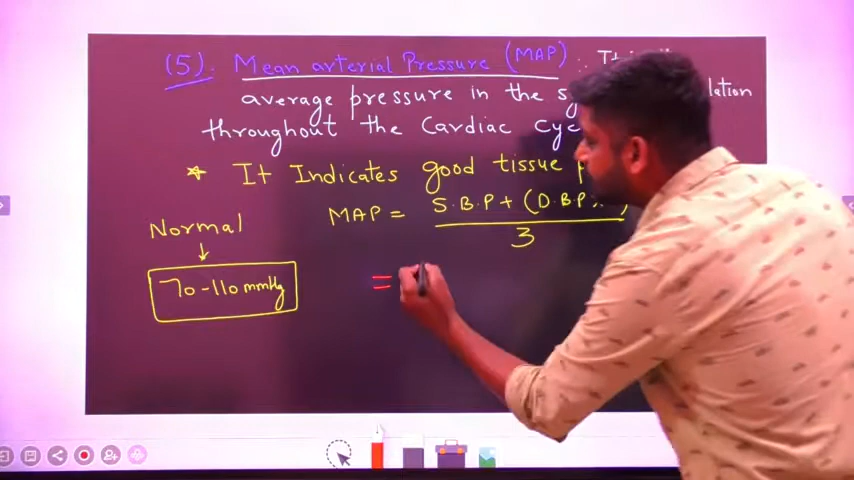 (5). Mean arterial Pressure (MAP) :
average pressure in the lation
throughout the Cardiac
* It Indicates good tissue
MAP = S.B.P + (D.B.P
3
Normal
↓
70-110 mmHg
=